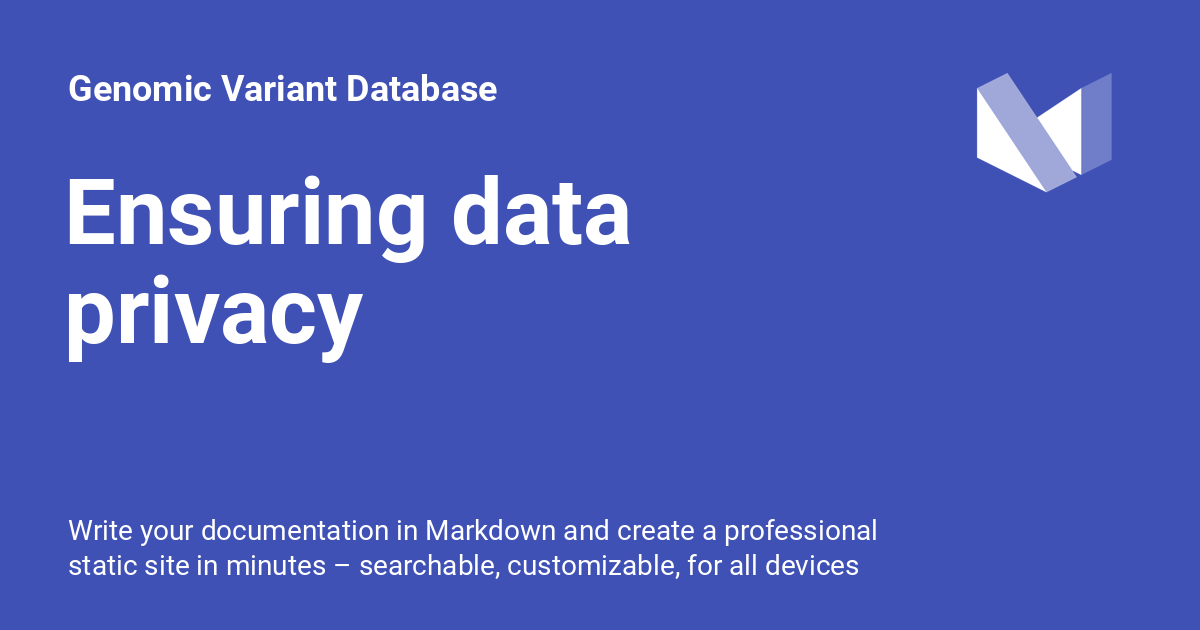 Genomic Variant Database
Ensuring data
privacy
Write your documentation in Markdown and create a professional
static site in minutes – searchable, customizable, for all devices